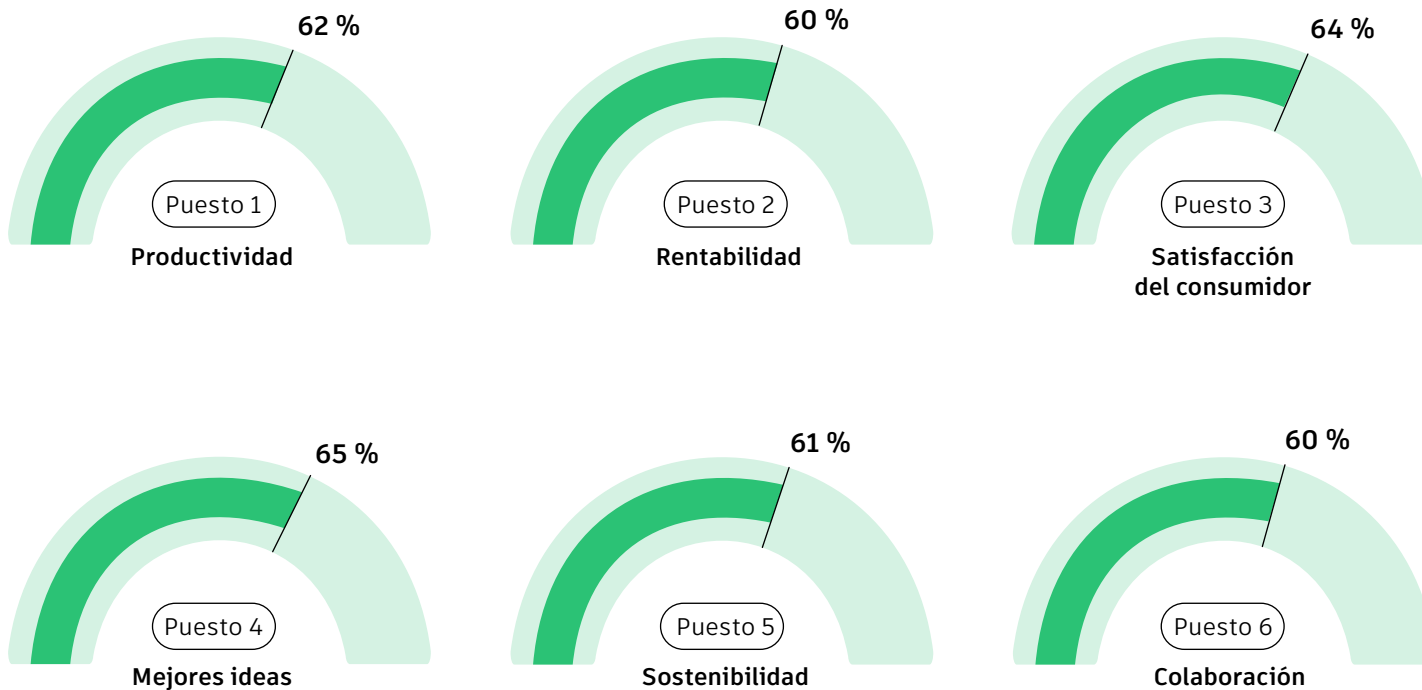 62 %
60 %
64 %
Puesto 1
Puesto 2
Puesto 3
Productividad
Rentabilidad
Satisfacción
del consumidor
65 %
61 %
60 %
Puesto 4
Puesto 5
Puesto 6
Mejores ideas
Sostenibilidad
Colaboración